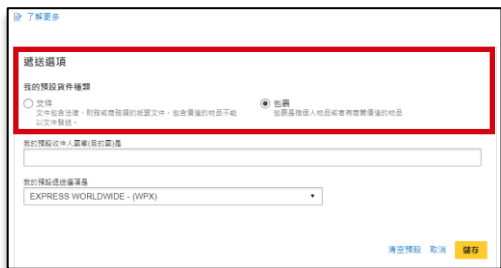 了解更多
遞送選項
我的預設貨件種類
文件
文件包含法律、財務或商務類的紙質文件，包含價值的物品不能
以文件發送。
包裹
包裹是指個人物品或者有商業價值的物品
我的預設收件人國家(目的國)是
我的預設遞送選項是
EXPRESS WORLDWIDE - (WPX)
清空預設 取消 儲存